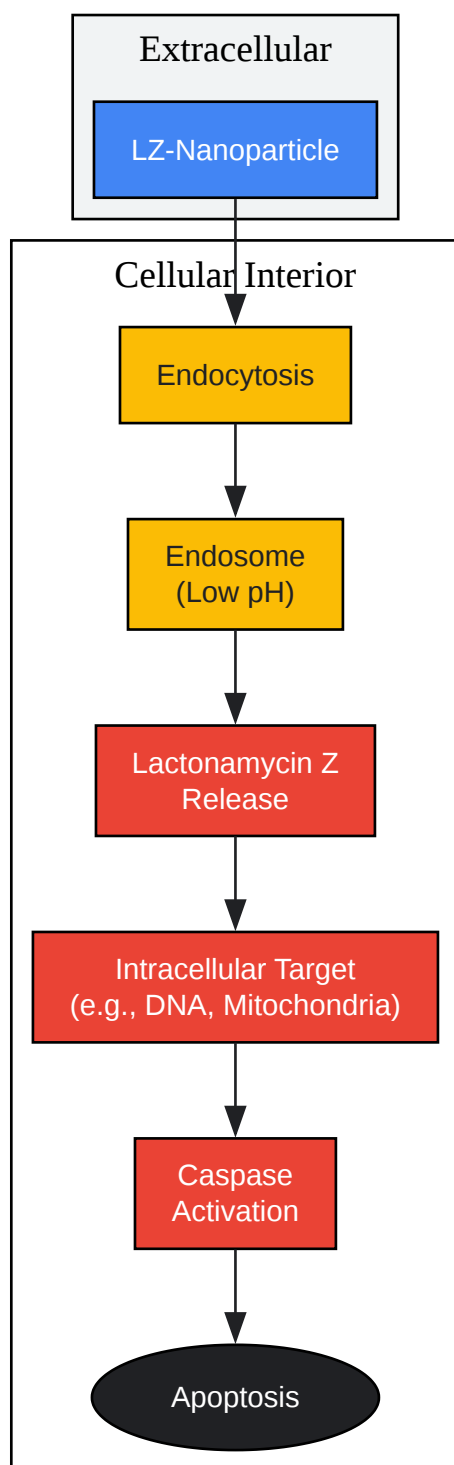 Extracellular
LZ-Nanoparticle
Cellular Interior
Endocytosis
Endosome
(Low pH)
Lactonamycin Z
Release
Intracellular Target
(e.g., DNA, Mitochondria)
Caspase
Activation
Apoptosis